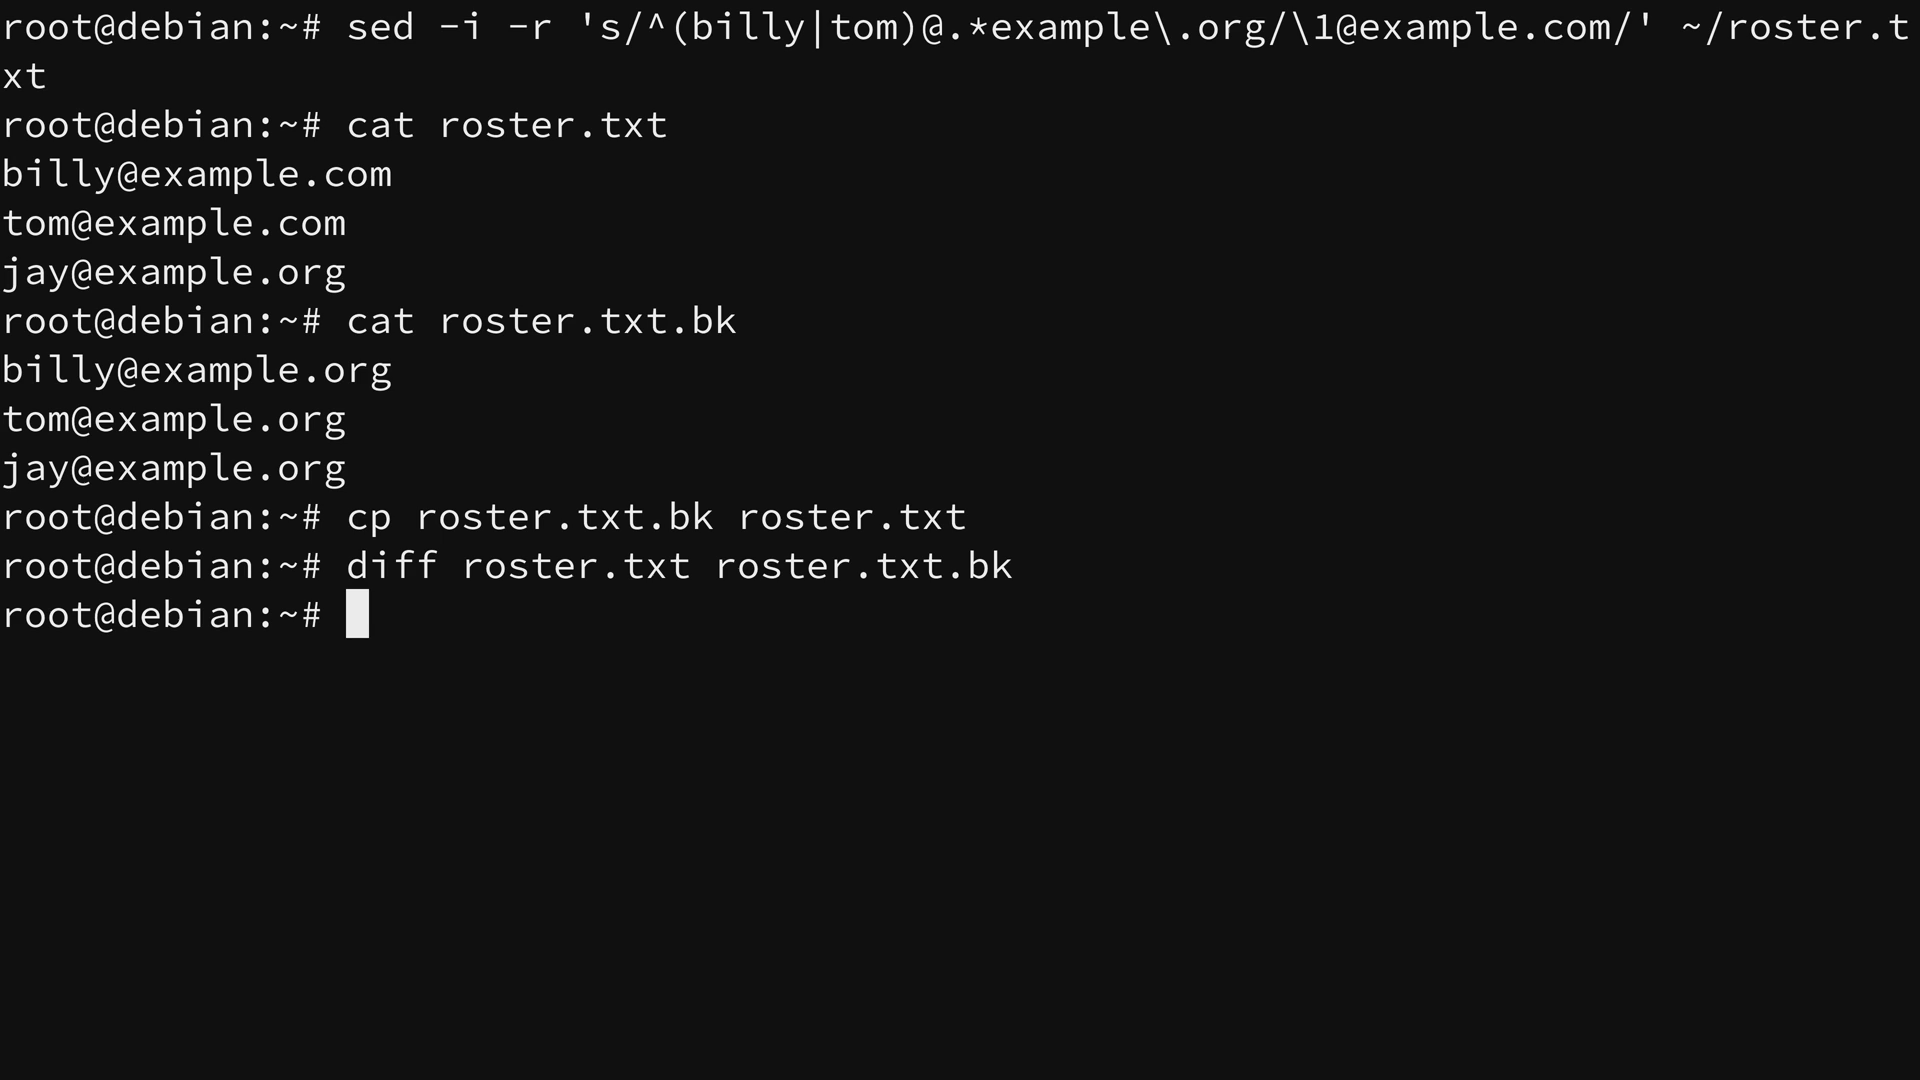 root@debian:~# sed -i -r 's/^(billy|tom)@.*example\.org/\1@example.com/' ~/roster.t
xt
root@debian:~# cat roster.txt
billy@example.com
tom@example.com
jay@example.org
root@debian:~# cat roster.txt.bk
billy@example.org
tom@example.org
jay@example.org
root@debian:~# cp roster.txt.bk roster.txt
root@debian:~# diff roster.txt roster.txt.bk
root@debian:~#